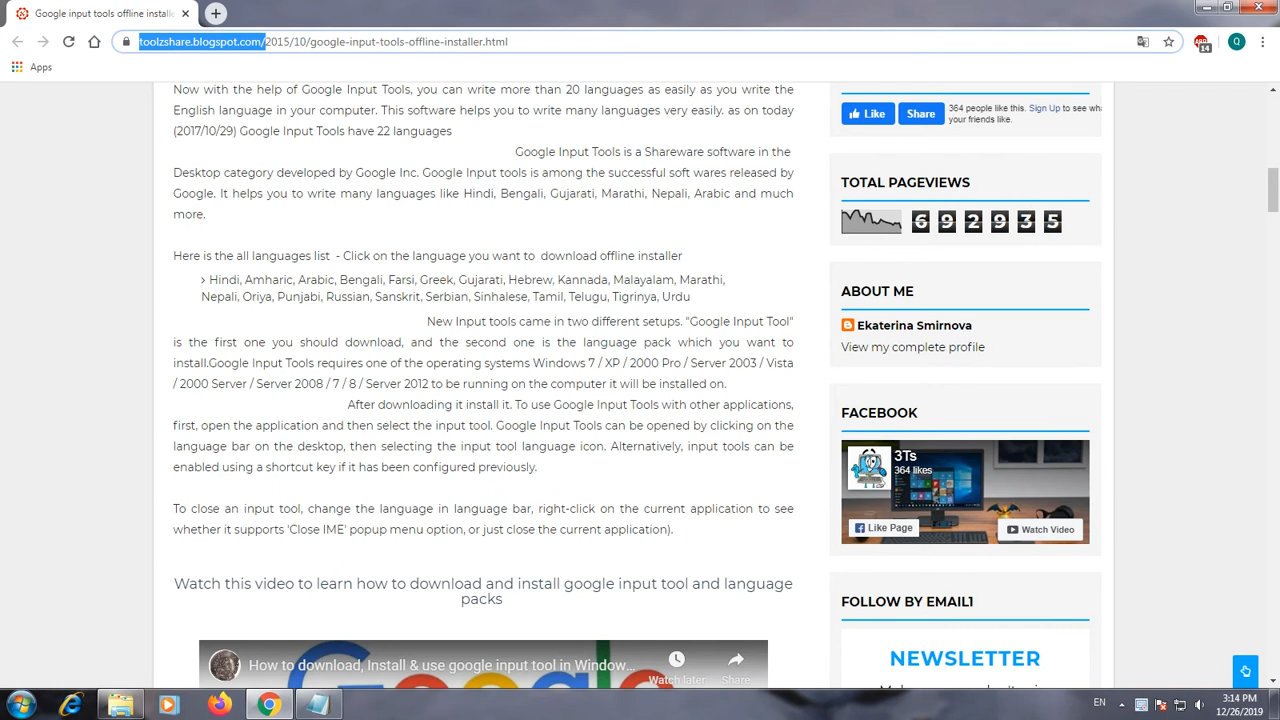 Google input tools offline installe
toolzshare.blogspot.com/2015/10/google-input-tools-offline-installer.html
14
Q
Apps
Now with the help of Google Input Tools, you can write more than 20 languages as easily as you write the
English language in your computer. This software helps you to write many languages very easily. as on today
(2017/10/29) Google Input Tools have 22 languages
Google Input Tools is a Shareware software in the
Desktop category developed by Google Inc. Google Input tools is among the successful soft wares released by
Google. It helps you to write many languages like Hindi, Bengali, Gujarati, Marathi, Nepali, Arabic and much
more.
Here is the all languages list - Click on the language you want to download offline installer
› Hindi, Amharic, Arabic, Bengali, Farsi, Greek, Gujarati, Hebrew, Kannada, Malayalam, Marathi,
Nepali, Oriya, Punjabi, Russian, Sanskrit, Serbian, Sinhalese, Tamil, Telugu, Tigrinya, Urdu
New Input tools came in two different setups. "Google Input Tool"
is the first one you should download, and the second one is the language pack which you want to
install.Google Input Tools requires one of the operating systems Windows 7 / XP / 2000 Pro / Server 2003 / Vista
/ 2000 Server / Server 2008 / 7 / 8 / Server 2012 to be running on the computer it will be installed on.
After downloading it install it. To use Google Input Tools with other applications,
first, open the application and then select the input tool. Google Input Tools can be opened by clicking on the
language bar on the desktop, then selecting the input tool language icon. Alternatively, input tools can be
enabled using a shortcut key if it has been configured previously.
To close an input tool, change the language in language bar, right-click on the current application to see
whether it supports 'Close IME' popup menu option, or just close the current application).
Watch this video to learn how to download and install google input tool and language
packs
How to download, Install & use google input tool in Window...
Watch later
Share
Like
Share
364 people like this. Sign Up to see wha
your friends like.
TOTAL PAGEVIEWS
6 9 2 9 3 5
ABOUT ME
Ekaterina Smirnova
View my complete profile
FACEBOOK
3Ts
364 likes
Like Page
Watch Video
FOLLOW BY EMAIL1
NEWSLETTER
EN
3:14 PM
12/26/2019